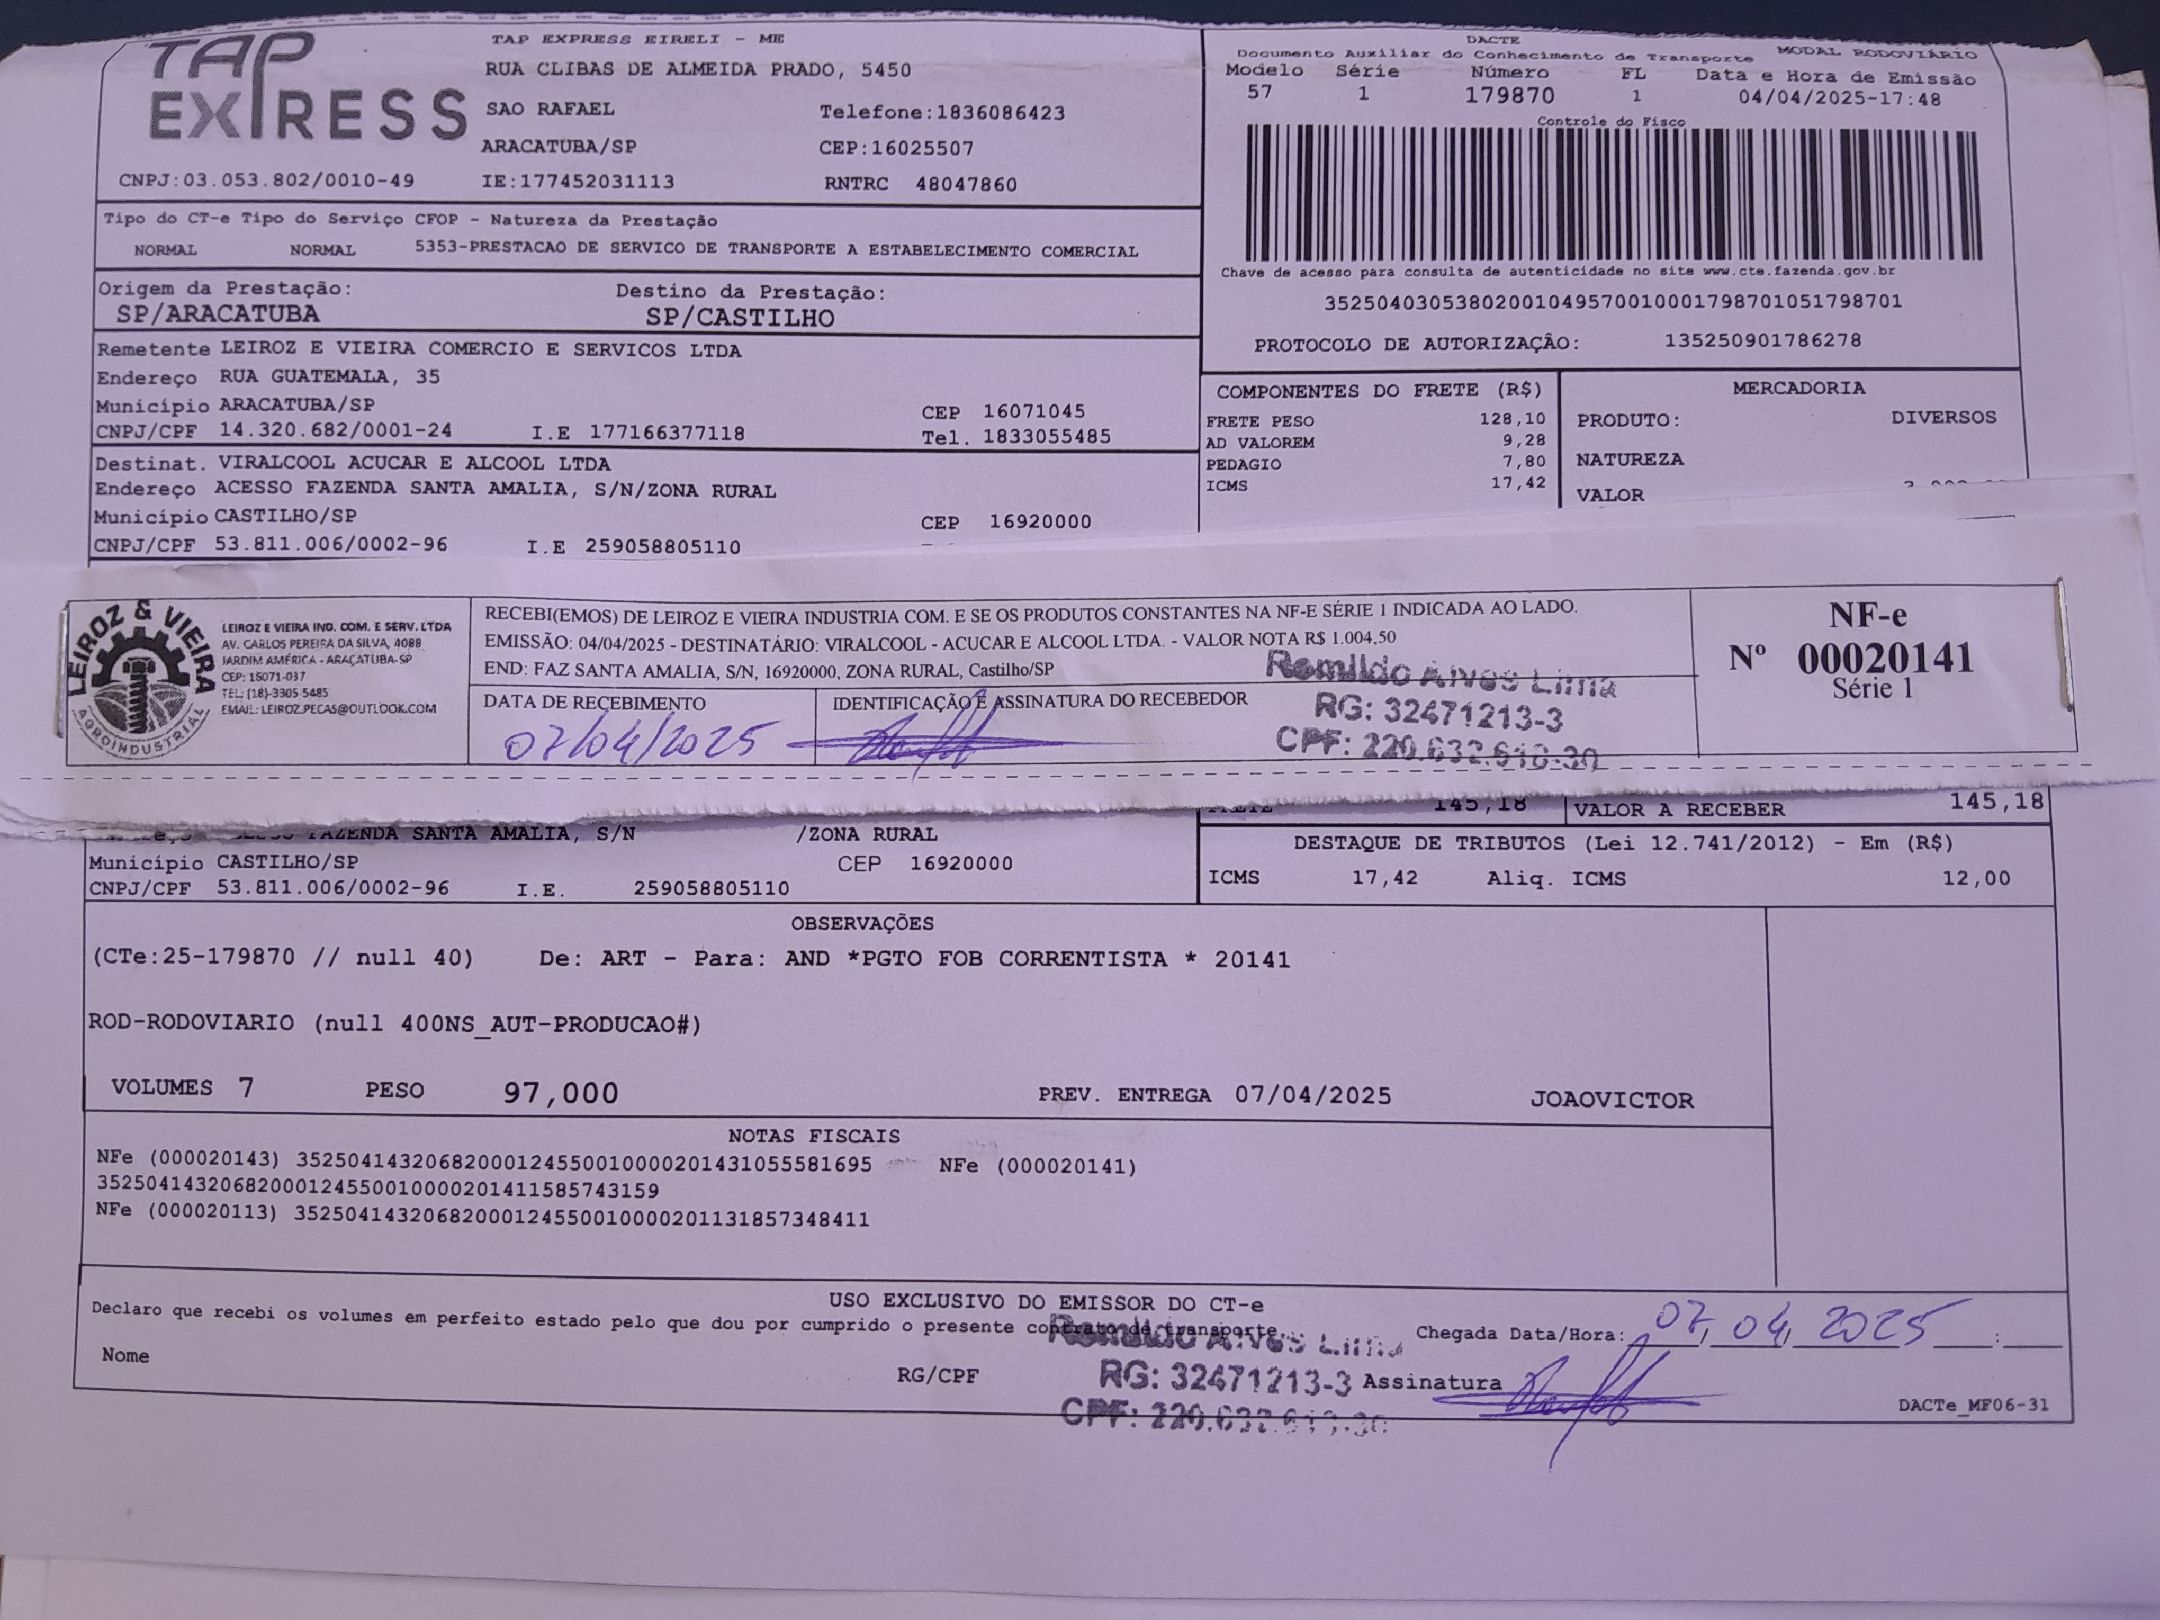 TAP EXPRESS
TAP EXPRESS EIRELI - ME
RUA CLIBAS DE ALMEIDA PRADO, 5450
SAO RAFAEL Telefone:1836086423
ARACATUBA/SP CEP:16025507
CNPJ:03.053.802/0010-49 IE:177452031113 RNTRC 48047860
DACTE
Documento Auxiliar do Conhecimento de Transporte MODAL RODOVIÁRIO
Modelo Série Número FL Data e Hora de Emissão
57 1 179870 1 04/04/2025-17:48
Controle do Fisco
Chave de acesso para consulta de autenticidade no site www.cte.fazenda.gov.br
35250403053802001049570010001798701051798701
PROTOCOLO DE AUTORIZAÇÃO: 135250901786278
Tipo do CT-e Tipo do Serviço CFOP - Natureza da Prestação
NORMAL NORMAL 5353-PRESTACAO DE SERVICO DE TRANSPORTE A ESTABELECIMENTO COMERCIAL
Origem da Prestação: Destino da Prestação:
SP/ARACATUBA SP/CASTILHO
Remetente LEIROZ E VIEIRA COMERCIO E SERVICOS LTDA
Endereço RUA GUATEMALA, 35
Município ARACATUBA/SP CEP 16071045
CNPJ/CPF 14.320.682/0001-24 I.E 177166377118 Tel. 1833055485
Destinat. VIRALCOOL ACUCAR E ALCOOL LTDA
Endereço ACESSO FAZENDA SANTA AMALIA, S/N/ZONA RURAL
Município CASTILHO/SP CEP 16920000
CNPJ/CPF 53.811.006/0002-96 I.E 259058805110
COMPONENTES DO FRETE (R$)
FRETE PESO 128,10
AD VALOREM 9,28
PEDAGIO 7,80
ICMS 17,42
MERCADORIA
PRODUTO: DIVERSOS
NATUREZA
VALOR
LEIROZ & VIEIRA
AGROINDUSTRIAL
LEIROZ E VIEIRA IND. COM. E SERV. LTDA
AV. CARLOS PEREIRA DA SILVA, 4088
JARDIM AMÉRICA - ARAÇATUBA-SP
CEP: 16071-037
TEL: (18)-3305-5485
EMAIL: LEIROZ.PECAS@OUTLOOK.COM
RECEBI(EMOS) DE LEIROZ E VIEIRA INDUSTRIA COM. E SE OS PRODUTOS CONSTANTES NA NF-E SÉRIE 1 INDICADA AO LADO.
EMISSÃO: 04/04/2025 - DESTINATÁRIO: VIRALCOOL - ACUCAR E ALCOOL LTDA. - VALOR NOTA R$ 1.004,50
END: FAZ SANTA AMALIA, S/N, 16920000, ZONA RURAL, Castilho/SP
DATA DE RECEBIMENTO IDENTIFICAÇÃO E ASSINATURA DO RECEBEDOR
07/04/2025
Romildo Alves Lima
RG: 32471213-3
CPF: 220.632.
NF-e
Nº 00020141
Série 1
145,18 VALOR A RECEBER 145,18
FAZENDA SANTA AMALIA, S/N /ZONA RURAL
Município CASTILHO/SP CEP 16920000
CNPJ/CPF 53.811.006/0002-96 I.E. 259058805110
DESTAQUE DE TRIBUTOS (Lei 12.741/2012) - Em (R$)
ICMS 17,42 Aliq. ICMS 12,00
OBSERVAÇÕES
(CTe:25-179870 // null 40) De: ART - Para: AND *PGTO FOB CORRENTISTA * 20141
ROD-RODOVIARIO (null 400NS_AUT-PRODUCAO#)
VOLUMES 7 PESO 97,000 PREV. ENTREGA 07/04/2025 JOAOVICTOR
NOTAS FISCAIS
NFe (000020143) 35250414320682000124550010000201431055581695 NFe (000020141)
35250414320682000124550010000201411585743159
NFe (000020113) 35250414320682000124550010000201131857348411
USO EXCLUSIVO DO EMISSOR DO CT-e
Declaro que recebi os volumes em perfeito estado pelo que dou por cumprido o presente contrato de transporte.
Chegada Data/Hora: 07, 04, 2025 :
Nome RG/CPF Assinatura
Romildo Alves Lima
RG: 32471213-3
CPF: 220.632.
DACTe_MF06-31